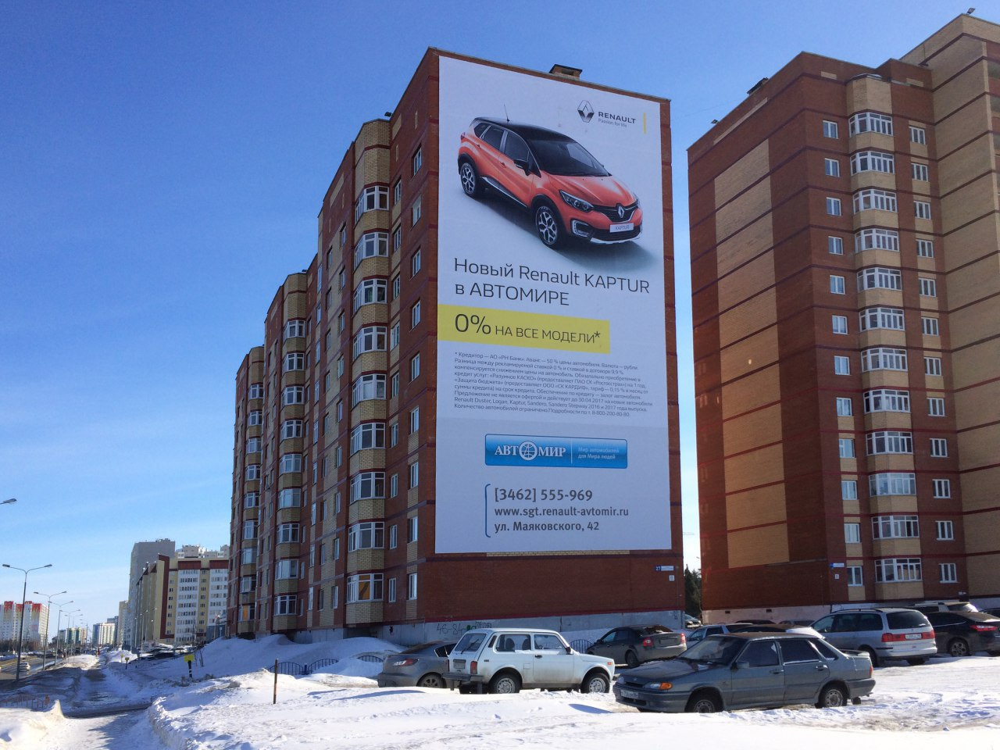 RENAULT
Passion for life
КАПТUR
Новый Renault KAPTUR
в АВТОМИРЕ
0% НА ВСЕ МОДЕЛИ*
* Кредитор — АО «РН Банк». Аванс — 50 % цены автомобиля. Валюта — рубли.
Разница между рекламируемой ставкой 0 % и ставкой в договоре 9,9 %
компенсируется снижением цены на автомобиль. Обязательно приобретение в
кредит услуг: «Разумное КАСКО» (предоставляет ПАО СК «Росгосстрах») на 1 год,
«Защита бюджета» (предоставляет ООО «СК КАРДИФ», тариф — 0,15 % в месяц от
суммы кредита) на срок кредита. Обеспечение по кредиту — залог автомобиля.
Предложение не является офертой и действует до 30.04.2017 на новые автомобили
Renault Duster, Logan, Kaptur, Sandero, Sandero Stepway 2016 и 2017 года выпуска.
Количество автомобилей ограничено. Подробности по т. 8-800-200-80-80
АВТОМИР
Мир автомобилей
для Мира людей
[3462] 555-969
www.sgt.renault-avtomir.ru
ул. Маяковского, 42
46-84